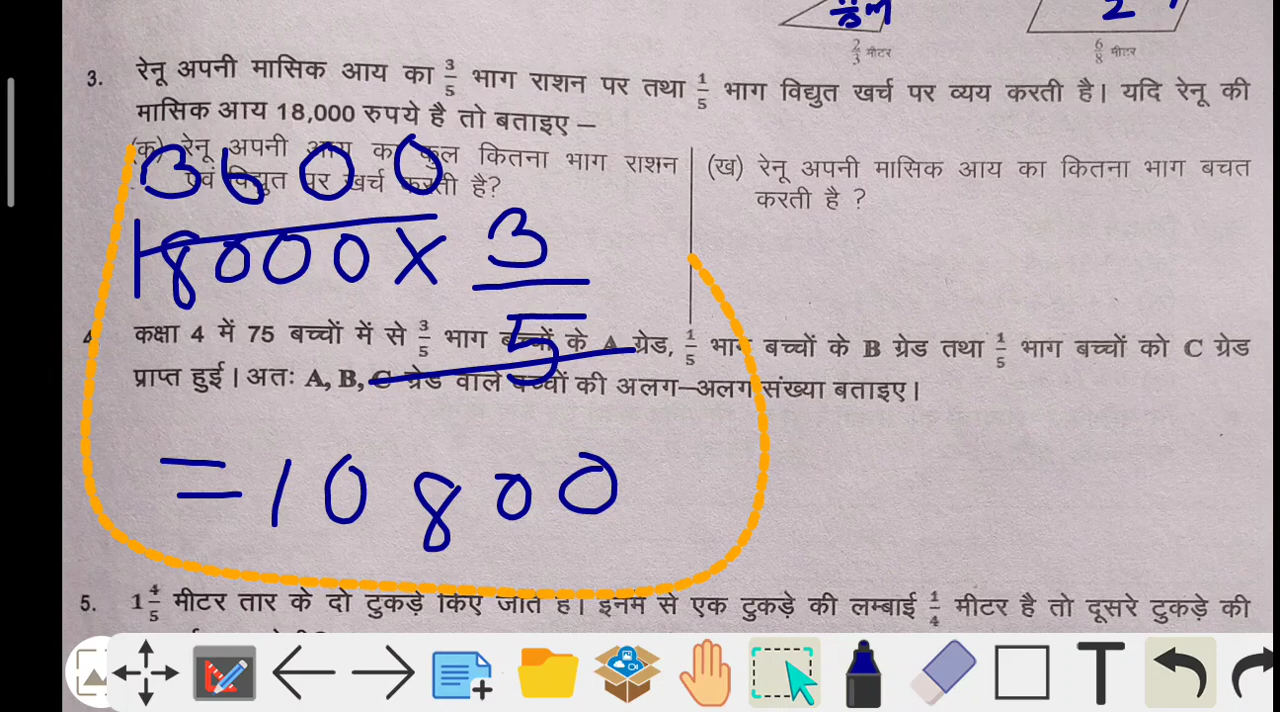 2/3 मीटर
6/8 मीटर
2
3. रेनू अपनी मासिक आय का 3/5 भाग राशन पर तथा 1/5 भाग विद्युत खर्च पर व्यय करती है। यदि रेनू की
मासिक आय 18,000 रुपये है तो बताइए –
(क) रेनू अपनी आय का कुल कितना भाग राशन
एवं विद्युत पर खर्च करती है?
(ख) रेनू अपनी मासिक आय का कितना भाग बचत
करती है ?
3600
18000 × 3/5
= 10800
4. कक्षा 4 में 75 बच्चों में से 3/5 भाग बच्चों के A ग्रेड, 1/5 भाग बच्चों के B ग्रेड तथा 1/5 भाग बच्चों को C ग्रेड
प्राप्त हुई। अतः A, B, C ग्रेड वाले बच्चों की अलग–अलग संख्या बताइए।
5. 1 4/5 मीटर तार के दो टुकड़े किए जाते हैं। इनमें से एक टुकड़े की लम्बाई 1/4 मीटर है तो दूसरे टुकड़े की
T